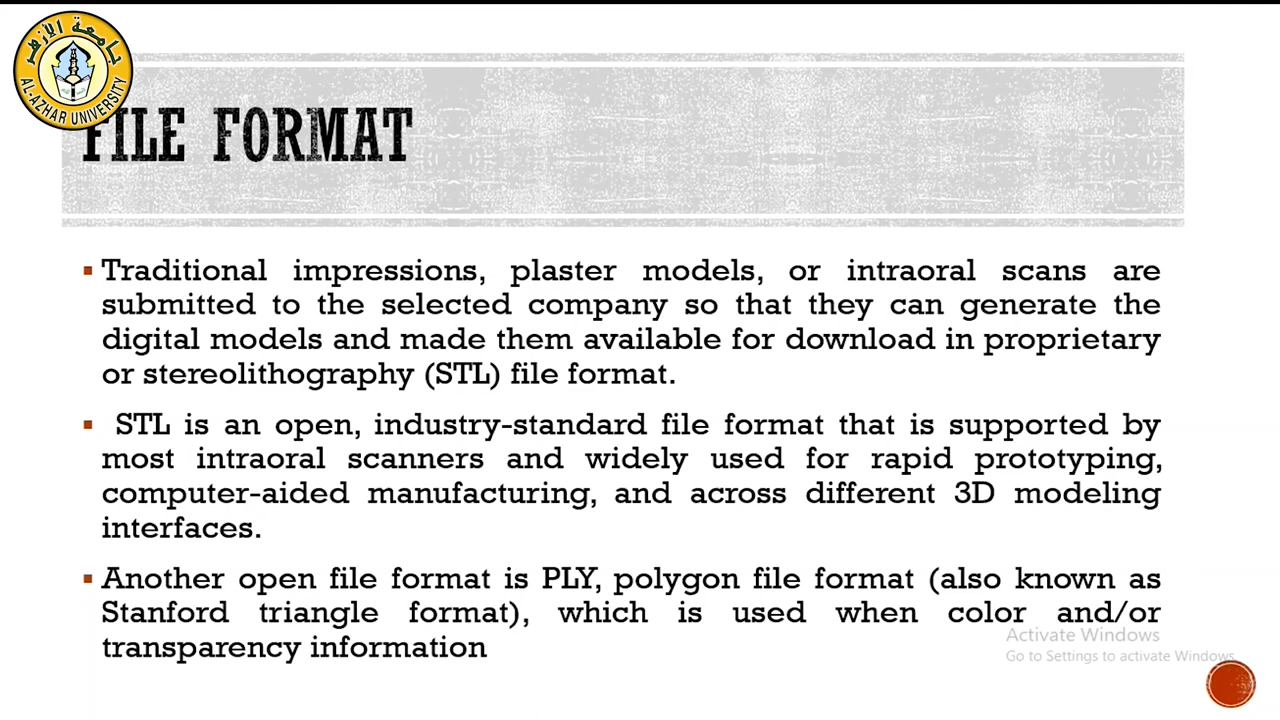 جامعة الأزهر
AL-AZHAR UNIVERSITY
FILE FORMAT
Traditional impressions, plaster models, or intraoral scans are
submitted to the selected company so that they can generate the
digital models and made them available for download in proprietary
or stereolithography (STL) file format.
STL is an open, industry-standard file format that is supported by
most intraoral scanners and widely used for rapid prototyping,
computer-aided manufacturing, and across different 3D modeling
interfaces.
Another open file format is PLY, polygon file format (also known as
Stanford triangle format), which is used when color and/or
transparency information
Activate Windows
Go to Settings to activate Windows.